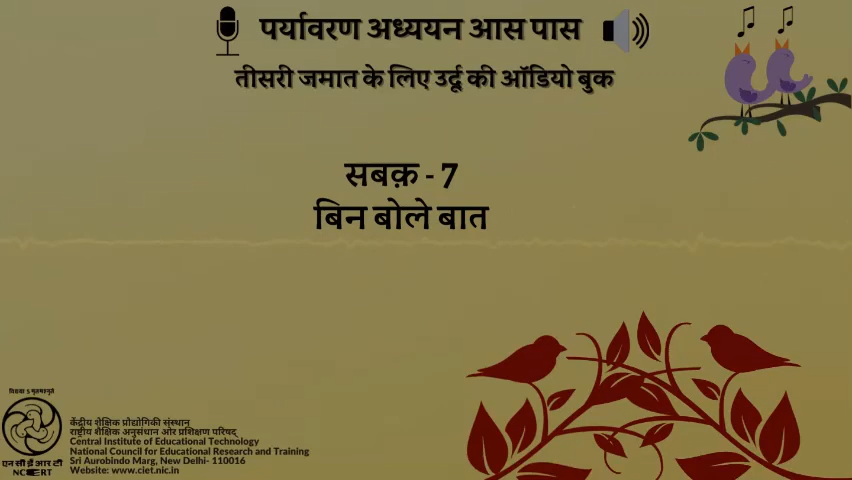 पर्यावरण अध्ययन आस पास
तीसरी जमात के लिए उर्दू की ऑडियो बुक
सबक़ - 7
बिन बोले बात
विद्यया ऽ मृतमश्नुते
एन सी ई आर टी
NCERT
केंद्रीय शैक्षिक प्रौद्योगिकी संस्थान
राष्ट्रीय शैक्षिक अनुसंधान और प्रशिक्षण परिषद्
Central Institute of Educational Technology
National Council for Educational Research and Training
Sri Aurobindo Marg, New Delhi- 110016
Website: www.ciet.nic.in